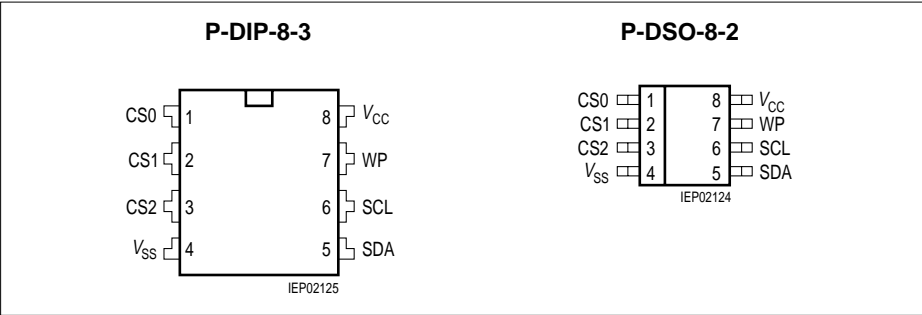 P-DIP-8-3
P-DSO-8-2
CS0 1 8 VCC
CS1 2 7 WP
CS2 3 6 SCL
VSS 4 5 SDA
IEP02125
CS0 1 8 VCC
CS1 2 7 WP
CS2 3 6 SCL
VSS 4 5 SDA
IEP02124